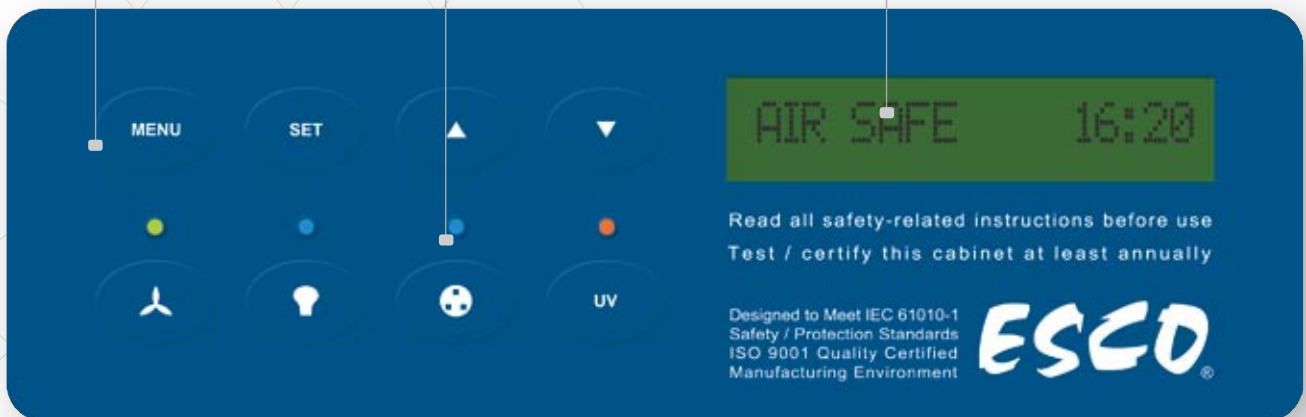 MENU SET ▲ ▼
UV
AIR SAFE 16:20
Read all safety-related instructions before use
Test / certify this cabinet at least annually
Designed to Meet IEC 61010-1
Safety / Protection Standards
ISO 9001 Quality Certified
Manufacturing Environment
ESCO®